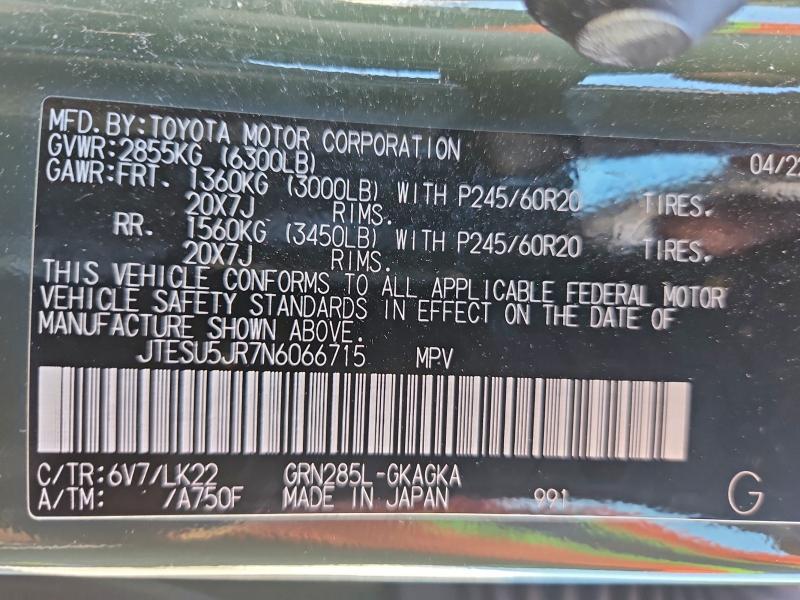 MFD. BY: TOYOTA MOTOR CORPORATION 04/22
GVWR: 2855KG (6300LB)
GAWR: FRT. 1360KG (3000LB) WITH P245/60R20 TIRES,
20X7J RIMS.
RR. 1560KG (3450LB) WITH P245/60R20 TIRES,
20X7J RIMS.
THIS VEHICLE CONFORMS TO ALL APPLICABLE FEDERAL MOTOR
VEHICLE SAFETY STANDARDS IN EFFECT ON THE DATE OF
MANUFACTURE SHOWN ABOVE.
JTESU5JR7N6066715 MPV
C/TR: 6V7/LK22 GRN285L-GKAGKA
A/TM: /A750F MADE IN JAPAN 991 G